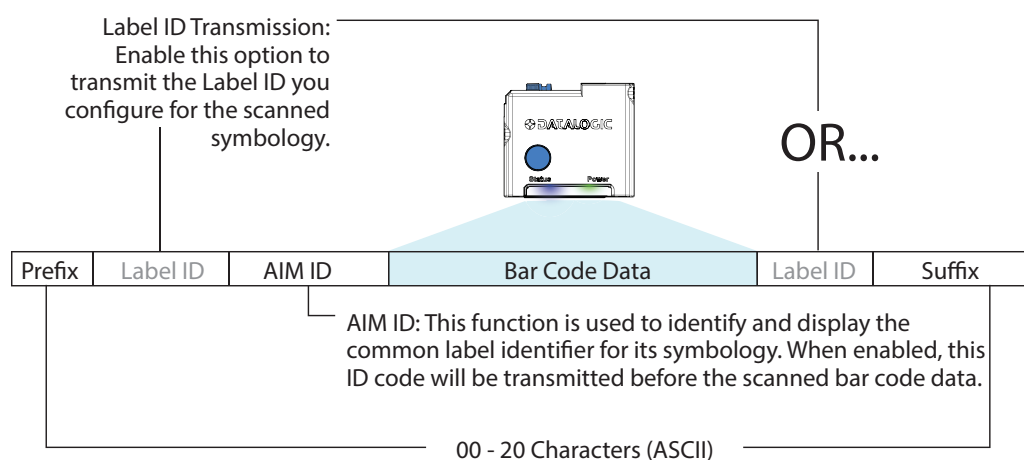 Label ID Transmission:
Enable this option to
transmit the Label ID you
configure for the scanned
symbology.
DATALOGIC
Status Power
OR...
Prefix Label ID AIM ID Bar Code Data Label ID Suffix
AIM ID: This function is used to identify and display the
common label identifier for its symbology. When enabled, this
ID code will be transmitted before the scanned bar code data.
00 - 20 Characters (ASCII)